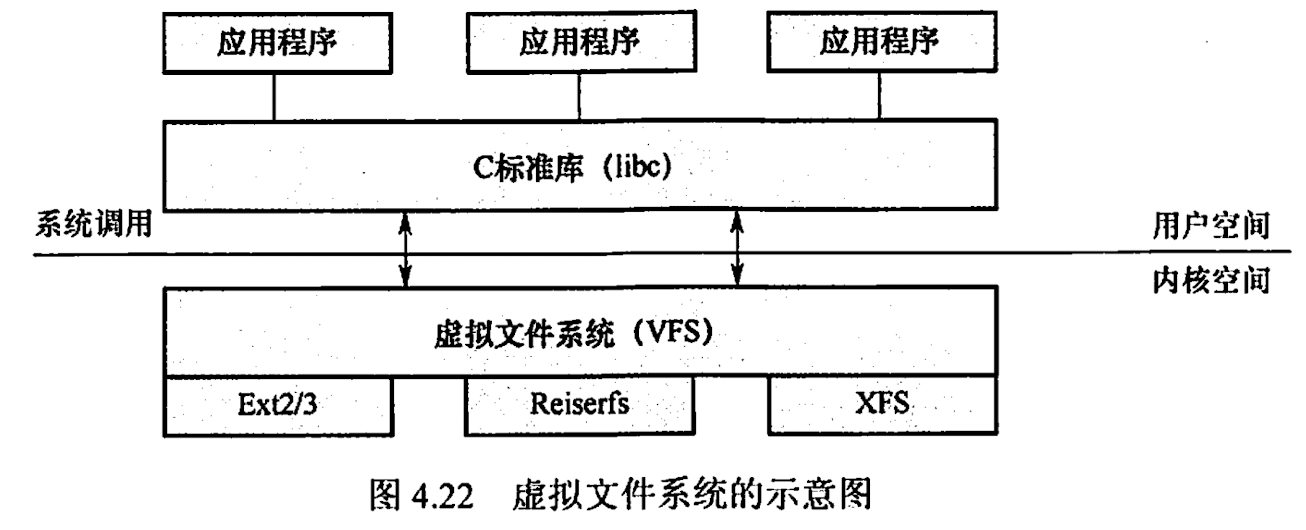 应用程序 应用程序 应用程序
C标准库（libc）
系统调用 用户空间
内核空间
虚拟文件系统（VFS）
Ext2/3 Reiserfs XFS
图 4.22 虚拟文件系统的示意图